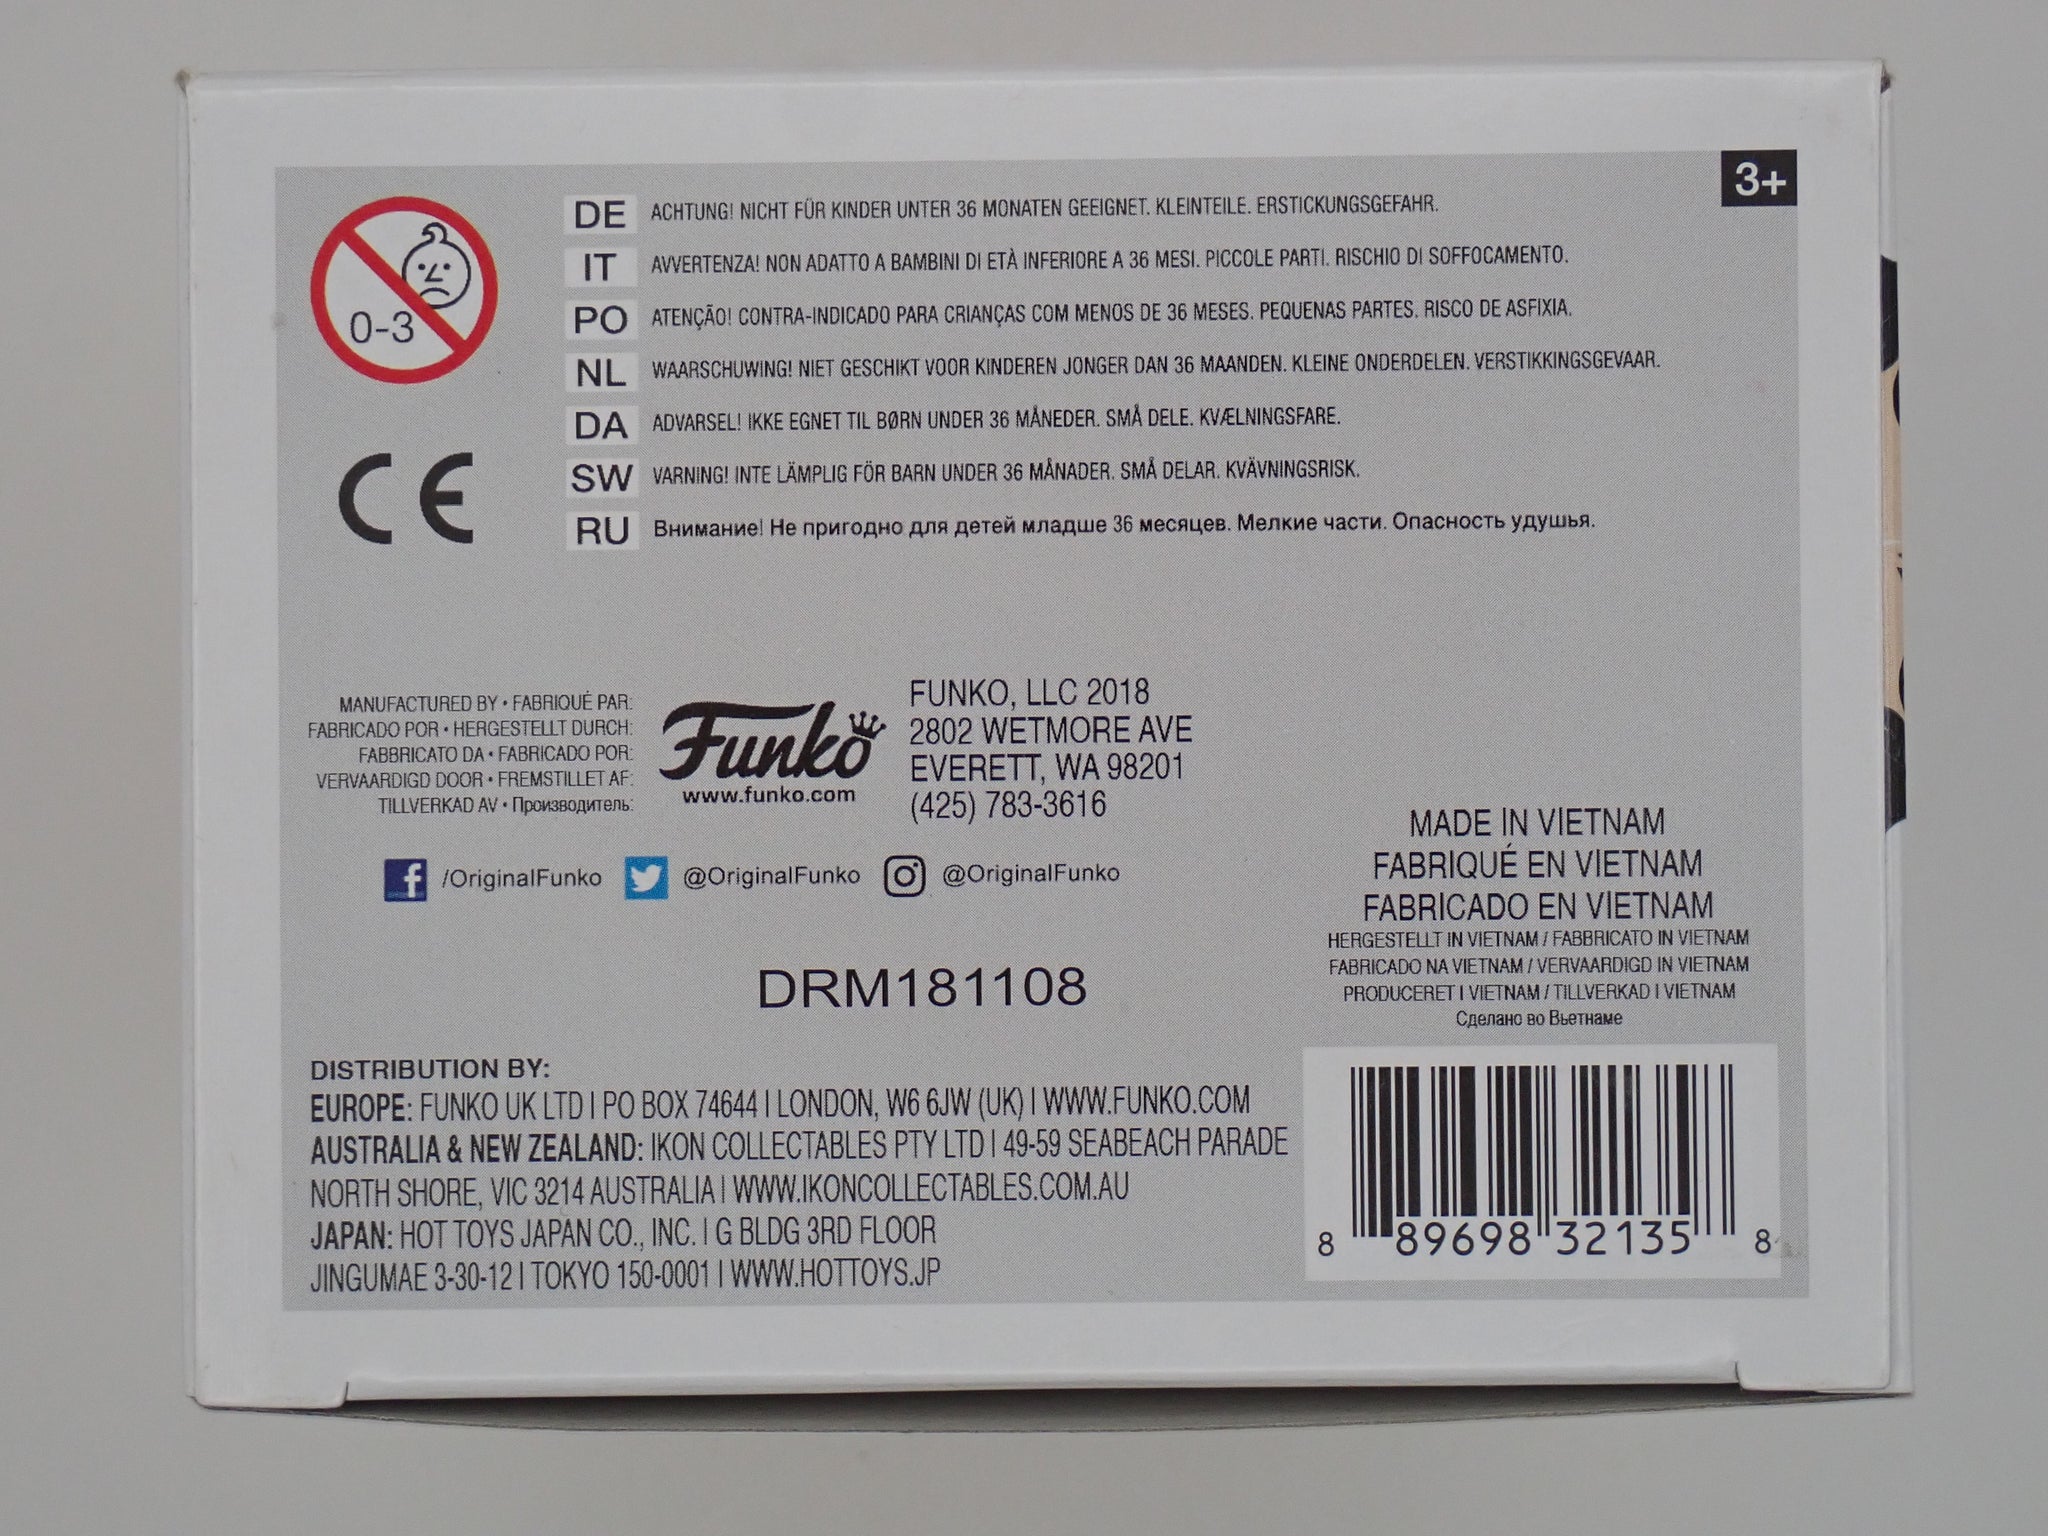 3+
0-3
DE ACHTUNG! NICHT FÜR KINDER UNTER 36 MONATEN GEEIGNET. KLEINTEILE. ERSTICKUNGSGEFAHR.
IT AVVERTENZA! NON ADATTO A BAMBINI DI ETÀ INFERIORE A 36 MESI. PICCOLE PARTI. RISCHIO DI SOFFOCAMENTO.
PO ATENÇÃO! CONTRA-INDICADO PARA CRIANÇAS COM MENOS DE 36 MESES. PEQUENAS PARTES. RISCO DE ASFIXIA.
NL WAARSCHUWING! NIET GESCHIKT VOOR KINDEREN JONGER DAN 36 MAANDEN. KLEINE ONDERDELEN. VERSTIKKINGSGEVAAR.
DA ADVARSEL! IKKE EGNET TIL BØRN UNDER 36 MÅNEDER. SMÅ DELE. KVÆLNINGSFARE.
SW VARNING! INTE LÄMPLIG FÖR BARN UNDER 36 MÅNADER. SMÅ DELAR. KVÄVNINGSRISK.
RU Внимание! Не пригодно для детей младше 36 месяцев. Мелкие части. Опасность удушья.
CE
MANUFACTURED BY • FABRIQUÉ PAR:
FABRICADO POR • HERGESTELLT DURCH:
FABBRICATO DA • FABRICADO POR:
VERVAARDIGD DOOR • FREMSTILLET AF:
TILLVERKAD AV • Производитель:
Funko
www.funko.com
FUNKO, LLC 2018
2802 WETMORE AVE
EVERETT, WA 98201
(425) 783-3616
/OriginalFunko @OriginalFunko @OriginalFunko
MADE IN VIETNAM
FABRIQUÉ EN VIETNAM
FABRICADO EN VIETNAM
HERGESTELLT IN VIETNAM / FABBRICATO IN VIETNAM
FABRICADO NA VIETNAM / VERVAARDIGD IN VIETNAM
PRODUCERET I VIETNAM / TILLVERKAD I VIETNAM
Сделано во Вьетнаме
DRM181108
DISTRIBUTION BY:
EUROPE: FUNKO UK LTD | PO BOX 74644 | LONDON, W6 6JW (UK) | WWW.FUNKO.COM
AUSTRALIA & NEW ZEALAND: IKON COLLECTABLES PTY LTD | 49-59 SEABEACH PARADE
NORTH SHORE, VIC 3214 AUSTRALIA | WWW.IKONCOLLECTABLES.COM.AU
JAPAN: HOT TOYS JAPAN CO., INC. | G BLDG 3RD FLOOR
JINGUMAE 3-30-12 | TOKYO 150-0001 | WWW.HOTTOYS.JP
8 89698 32135 8